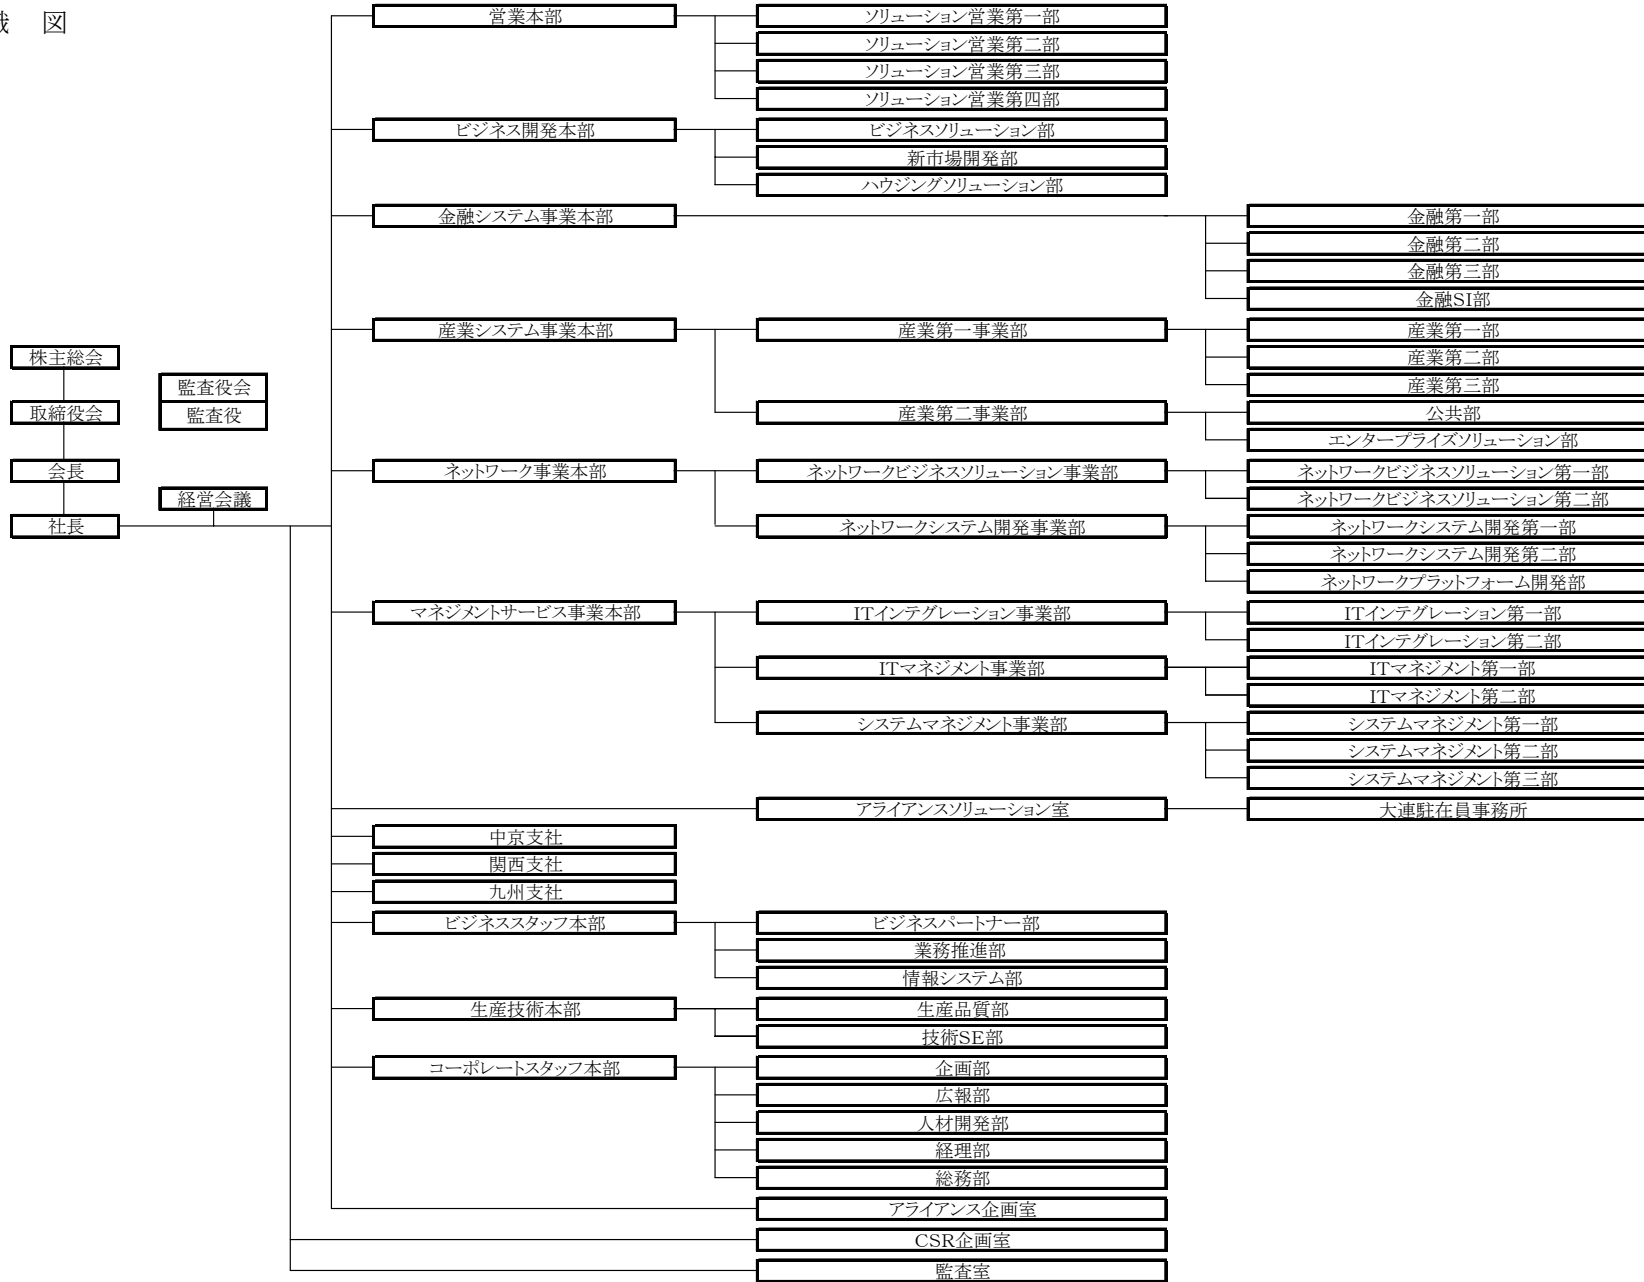 図
営業本部
ソリューション営業第一部
ソリューション営業第二部
ソリューション営業第三部
ソリューション営業第四部
ビジネス開発本部
ビジネスソリューション部
新市場開発部
ハウジングソリューション部
金融システム事業本部
金融第一部
金融第二部
金融第三部
金融SI部
産業システム事業本部
産業第一事業部
産業第一部
産業第二部
産業第三部
産業第二事業部
公共部
エンタープライズソリューション部
株主総会
取締役会
会長
社長
監査役会
監査役
経営会議
ネットワーク事業本部
ネットワークビジネスソリューション事業部
ネットワークビジネスソリューション第一部
ネットワークビジネスソリューション第二部
ネットワークシステム開発事業部
ネットワークシステム開発第一部
ネットワークシステム開発第二部
ネットワークプラットフォーム開発部
マネジメントサービス事業本部
ITインテグレーション事業部
ITインテグレーション第一部
ITインテグレーション第二部
ITマネジメント事業部
ITマネジメント第一部
ITマネジメント第二部
システムマネジメント事業部
システムマネジメント第一部
システムマネジメント第二部
システムマネジメント第三部
アライアンスソリューション室
大連駐在員事務所
中京支社
関西支社
九州支社
ビジネススタッフ本部
ビジネスパートナー部
業務推進部
情報システム部
生産技術本部
生産品質部
技術SE部
コーポレートスタッフ本部
企画部
広報部
人材開発部
経理部
総務部
アライアンス企画室
CSR企画室
監査室